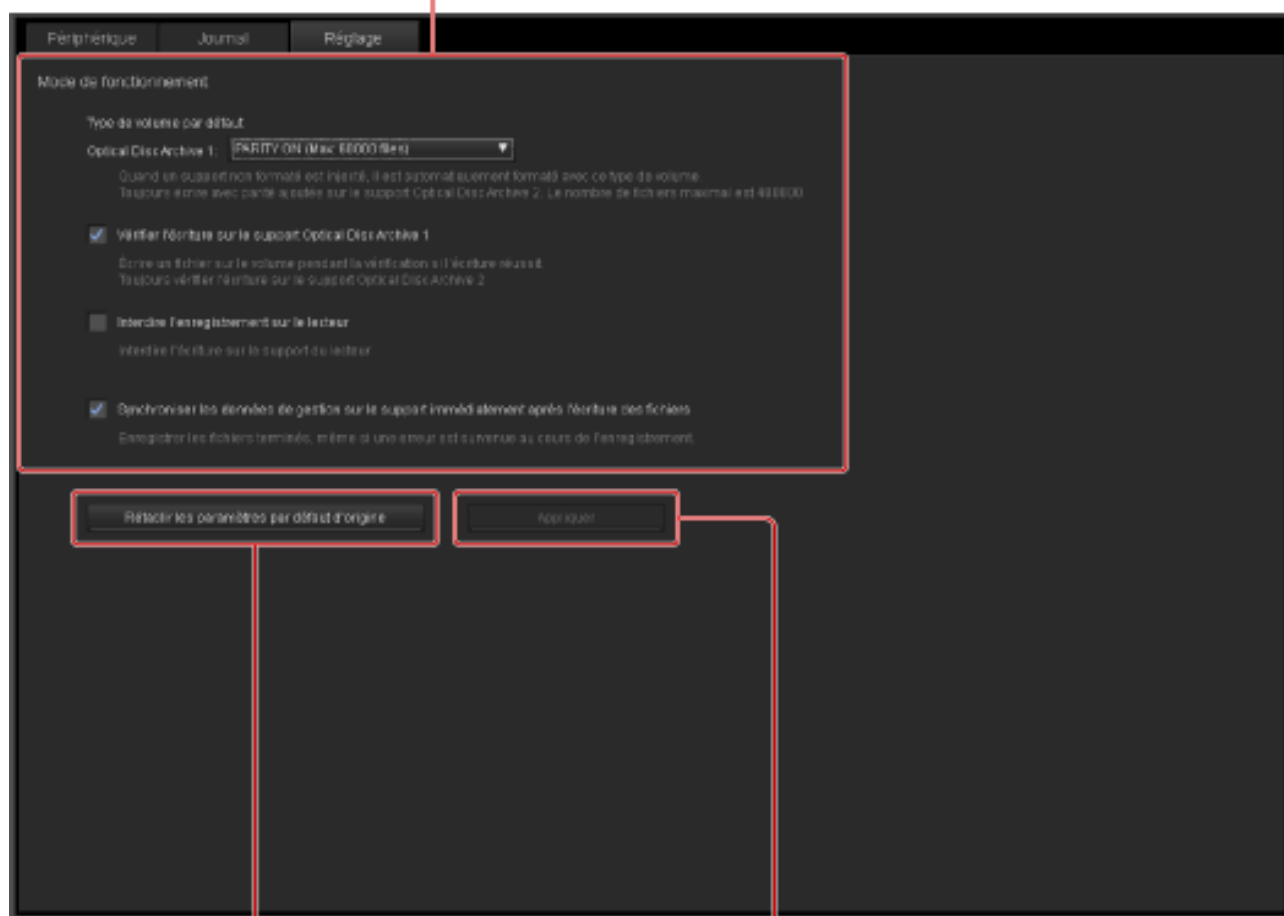 Périphérique Journal Réglage
Mode de fonctionnement
Type de volume par défaut
Optical Disc Archive 1: PARITY ON (Max: 60000 files)
Quand un support non formaté est injecté, il est automatiquement formaté avec ce type de volume.
Toujours écrire avec parité ajoutée sur le support Optical Disc Archive 2. Le nombre de fichiers maximal est 400000
Vérifier l'écriture sur le support Optical Disc Archive 1
Écrire un fichier sur le volume pendant la vérification si l'écriture réussit.
Toujours vérifier l'écriture sur le support Optical Disc Archive 2
Interdire l'enregistrement sur le lecteur
Interdire l'écriture sur le support du lecteur
Synchroniser les données de gestion sur le support immédiatement après l'écriture des fichiers
Enregistrer les fichiers terminés, même si une erreur est survenue au cours de l'enregistrement.
Rétablir les paramètres par défaut d'origine Appliquer